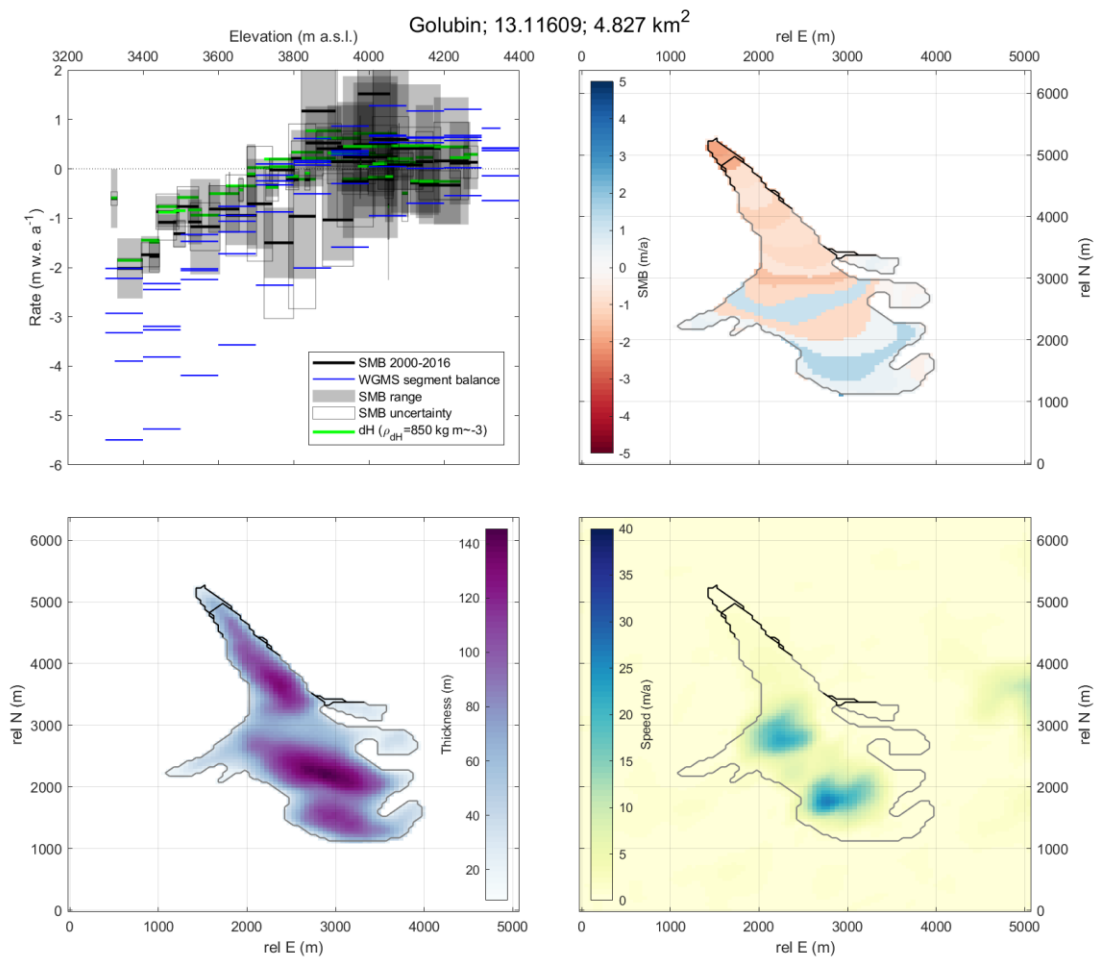 Golubin; 13.11609; 4.827 km2
Elevation (m a.s.l.)
3200 3400 3600 3800 4000 4200 4400
Rate (m w.e. a-1)
2
1
0
-1
-2
-3
-4
-5
-6
SMB 2000-2016
WGMS segment balance
SMB range
SMB uncertainty
dH (ρdH=850 kg m~-3)
rel E (m)
0 1000 2000 3000 4000 5000
SMB (m/a)
5
4
3
2
1
0
-1
-2
-3
-4
-5
rel N (m)
6000
5000
4000
3000
2000
1000
0
rel N (m)
6000
5000
4000
3000
2000
1000
0
Thickness (m)
140
120
100
80
60
40
20
0 1000 2000 3000 4000 5000
rel E (m)
Speed (m/a)
40
35
30
25
20
15
10
5
0
rel N (m)
6000
5000
4000
3000
2000
1000
0
0 1000 2000 3000 4000 5000
rel E (m)